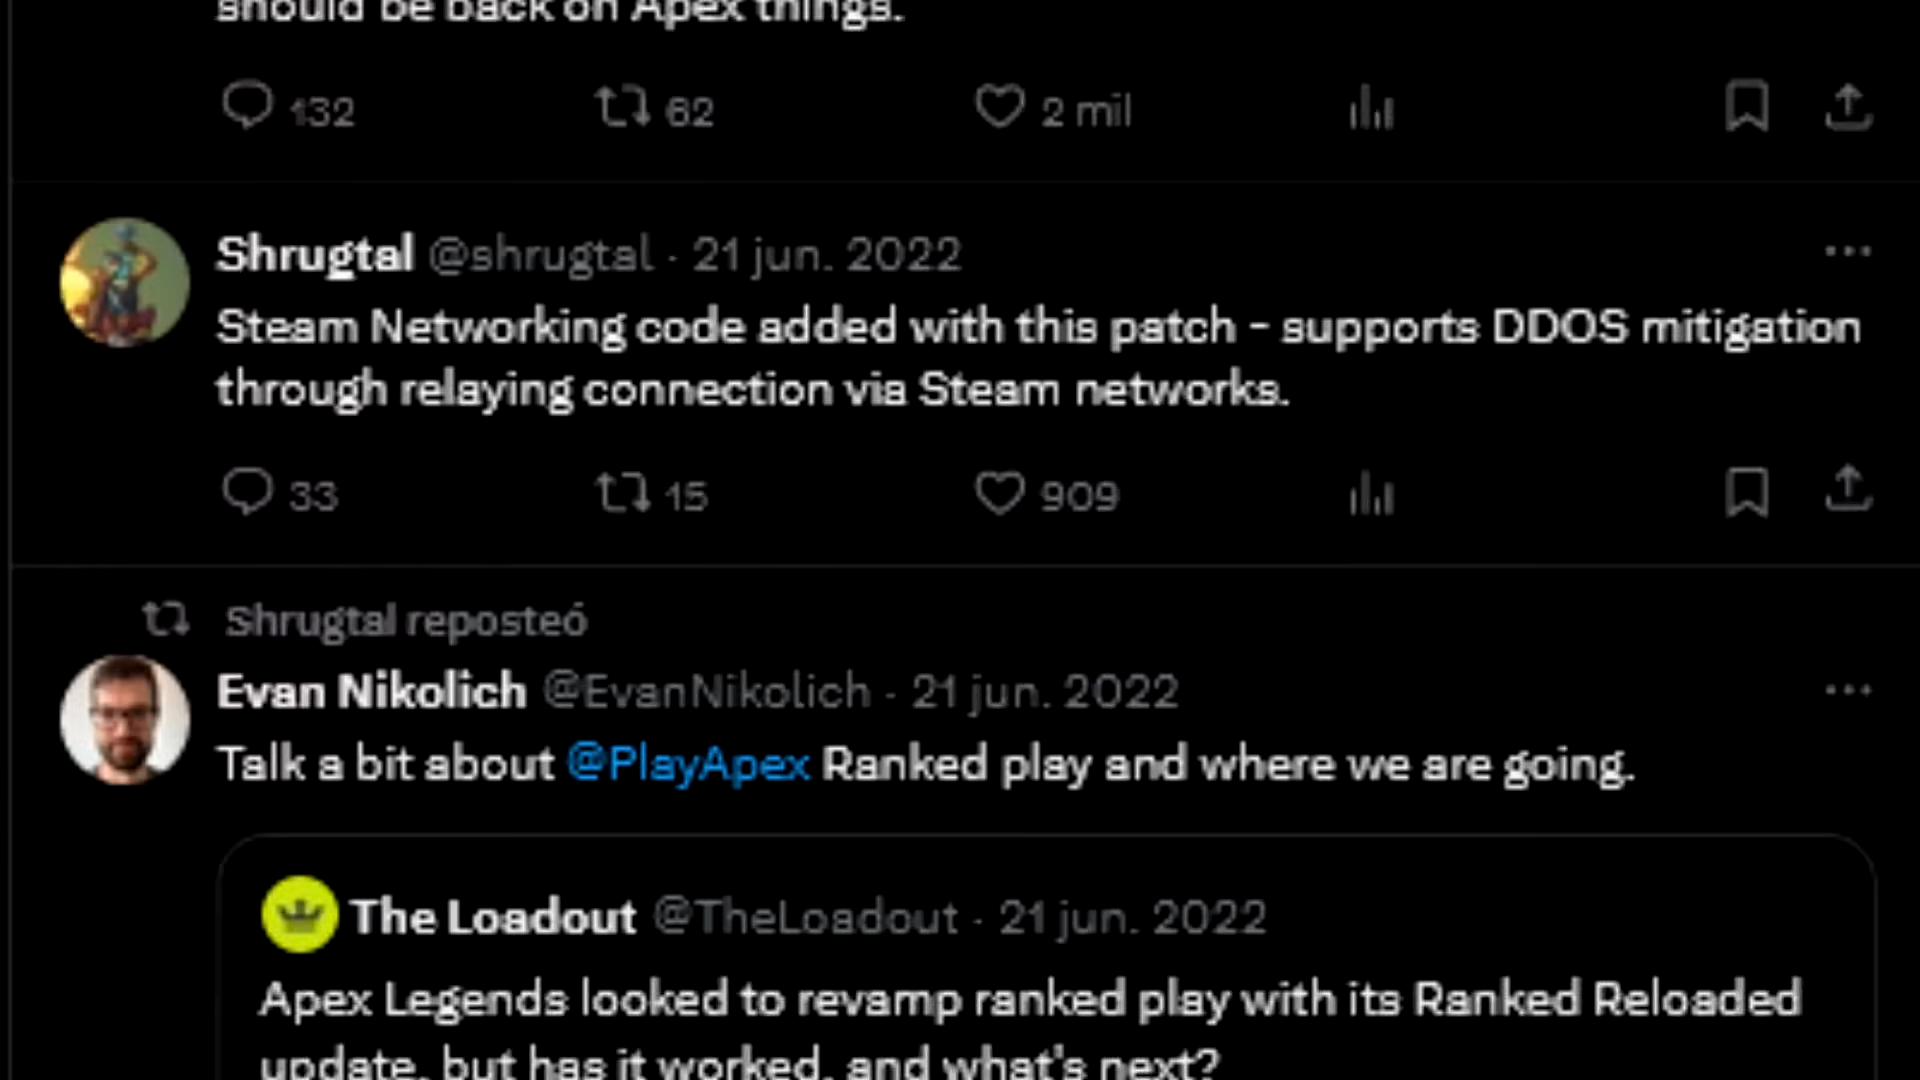 should be back on Apex things.
132 62 2 mil
Shrugtal @shrugtal · 21 jun. 2022
Steam Networking code added with this patch - supports DDOS mitigation
through relaying connection via Steam networks.
33 15 909
Shrugtal reposteó
Evan Nikolich @EvanNikolich · 21 jun. 2022
Talk a bit about @PlayApex Ranked play and where we are going.
The Loadout @TheLoadout · 21 jun. 2022
Apex Legends looked to revamp ranked play with its Ranked Reloaded
update, but has it worked, and what's next?